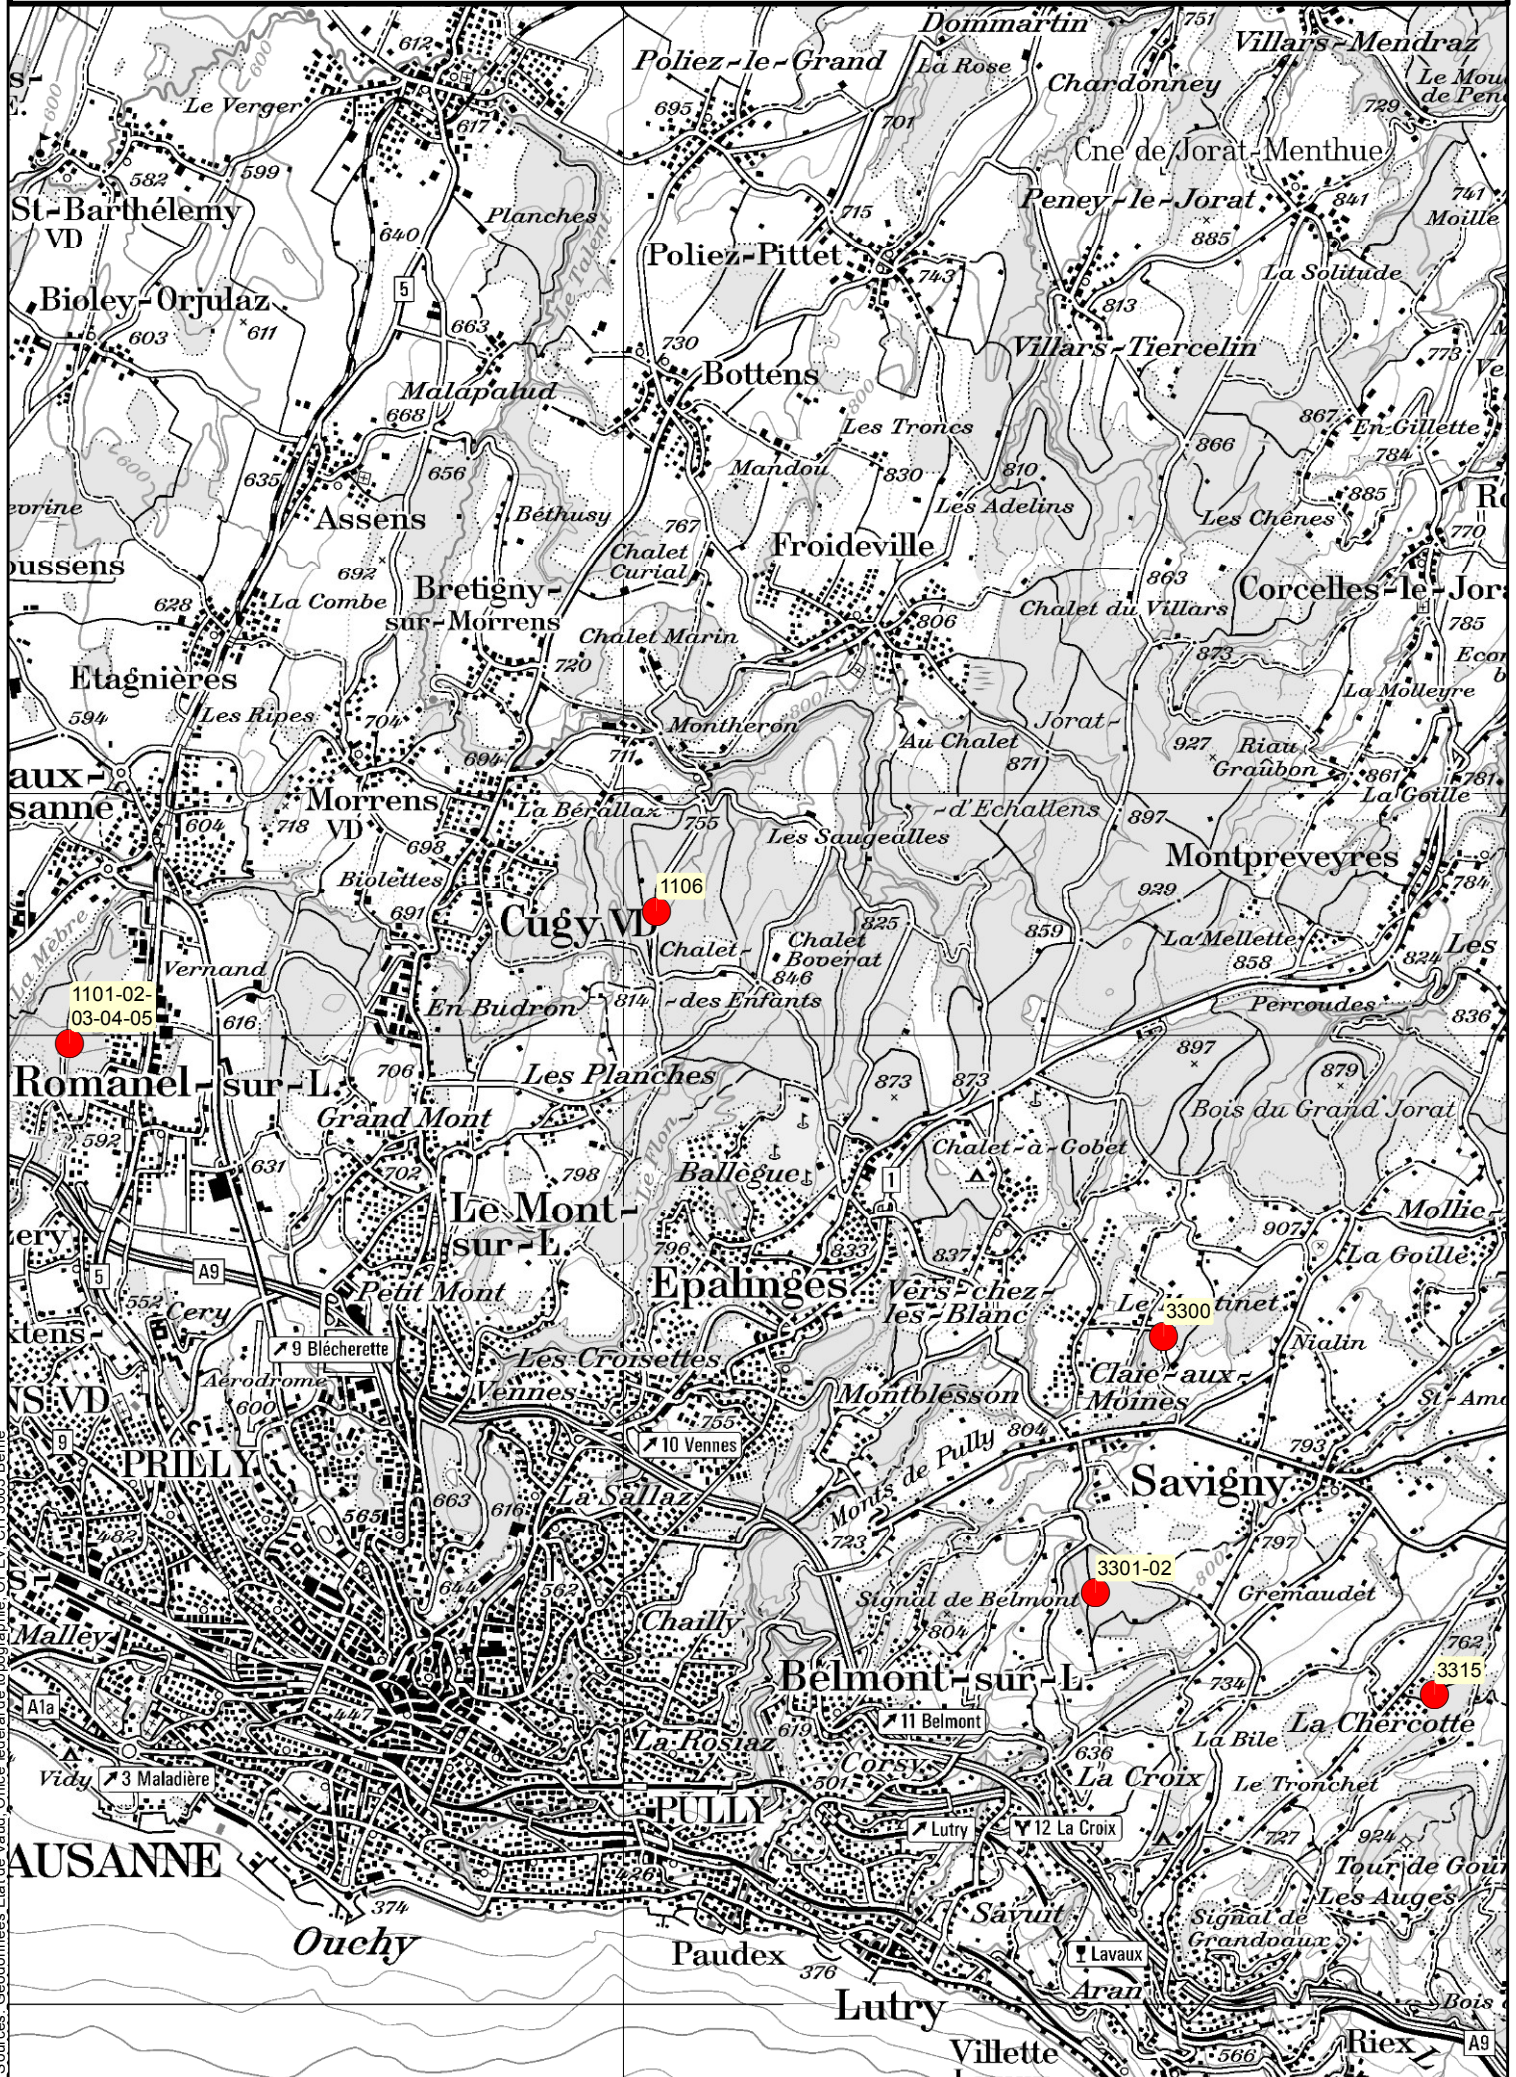 Dommartin
751
Villars-Mendraz
612
600
Poliez-le-Grand
La Rose
Chardonney
600
Le Verger
695
701
729
617
Cne de Jorat-Menthue
582
599
Peney-le-Jorat
841
741
Moille
St-Barthélemy
VD
Planches
715
885
640
Poliez-Pittet
743
La Solitude
Le Talent
Bioley-Orjulaz
5
813
603
611
663
730
Villars-Tiercelin
773
Malapalud
Bottens
800
668
867
Les Troncs
En Gillette
866
784
600
635
656
Mandou
830
810
885
Assens
Béthusy
767
Les Adelins
Les Chênes
770
692
Chalet
Curial
Froideville
863
Corcelles-le-Jor
628
La Combe
Bretigny-
sur-Morrens
Chalet du Villars
806
785
Chalet Marin
720
873
Etagnières
La Molleyre
594
Les Ripes
704
Montheron
800
Au Chalet
871
Jorat-
927
Riau
Graûbon
694
711
861
781
La Goille
Morrens
VD
604
718
La Bérallaz
755
-d'Echallens
897
698
Les Saugealles
Montpreveyres
Biolettes
929
784
1106
691
Cugy VD
825
859
La Mèbre
Chalet-
Chalet
Boverat
La Mellette
858
824
Les
Vernand
846
1101-02-
03-04-05
En Budron
814
-des Enfants
616
Perroudes
836
897
Romanel-sur-L.
706
Les Planches
873
873
879
Grand Mont
Bois du Grand Jorat
592
Chalet-à-Gobet
631
702
798
Le Flon
Ballègue
1
Le Mont-
sur-L.
Mollie-
907
796
833
837
La Goille
5
A9
Petit Mont
Epalinges
Vers-chez-
les-Blanc
552
Cery
3300
9 Blécherette
Nialin
Les Croisettes
Claie-aux-
Moines
Aérodrome
Vennes
Montblesson
600
755
804
9
10 Vennes
Monts de Pully
793
PRILLY
Savigny
663
616
La Sallaz
565
482
723
797
800
3301-02
644
562
Signal de Belmont
Gremaudet
Malley
Chailly
804
762
3315
Belmont-sur-L.
734
A1a
447
619
11 Belmont
La Chercotte
La Rosiaz
La Bile
Corsy
636
Vidy
3 Maladière
501
La Croix
Le Tronchet
PULLY
Lutry
12 La Croix
727
924
AUSANNE
426
Les Auges
374
Savuit
Signal de
Grandvaux
Ouchy
Paudex
Lavaux
376
Aran
Lutry
Bois
Riex
Villette
566
A9